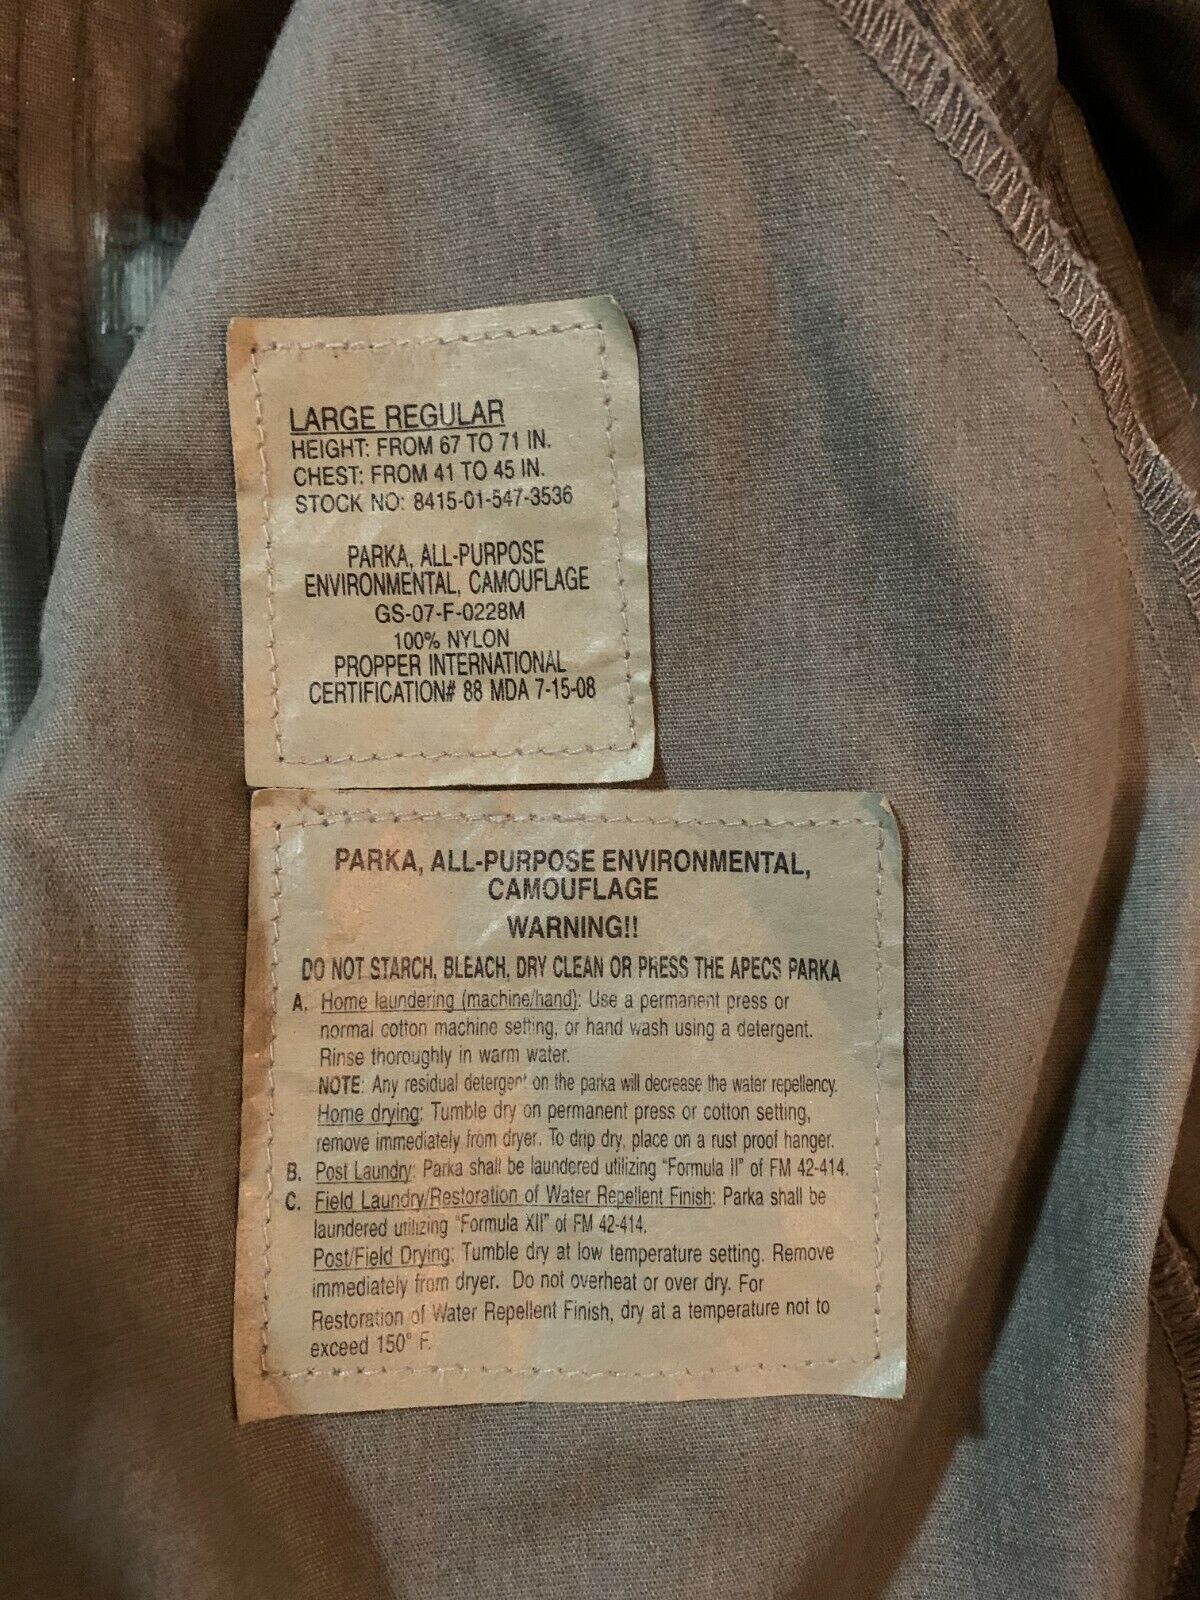 LARGE REGULAR
HEIGHT: FROM 67 TO 71 IN.
CHEST: FROM 41 TO 45 IN.
STOCK NO: 8415-01-547-3536
PARKA, ALL-PURPOSE
ENVIRONMENTAL, CAMOUFLAGE
GS-07-F-0228M
100% NYLON
PROPPER INTERNATIONAL
CERTIFICATION# 88 MDA 7-15-08
PARKA, ALL-PURPOSE ENVIRONMENTAL,
CAMOUFLAGE
WARNING!!
DO NOT STARCH, BLEACH, DRY CLEAN OR PRESS THE APECS PARKA
A. Home laundering (machine/hand): Use a permanent press or
normal cotton machine setting, or hand wash using a detergent.
Rinse thoroughly in warm water.
NOTE: Any residual detergent on the parka will decrease the water repellency.
Home drying: Tumble dry on permanent press or cotton setting,
remove immediately from dryer. To drip dry, place on a rust proof hanger.
B. Post Laundry: Parka shall be laundered utilizing "Formula II" of FM 42-414.
C. Field Laundry/Restoration of Water Repellent Finish: Parka shall be
laundered utilizing "Formula XII" of FM 42-414.
Post/Field Drying: Tumble dry at low temperature setting. Remove
immediately from dryer. Do not overheat or over dry. For
Restoration of Water Repellent Finish, dry at a temperature not to
exceed 150° F.